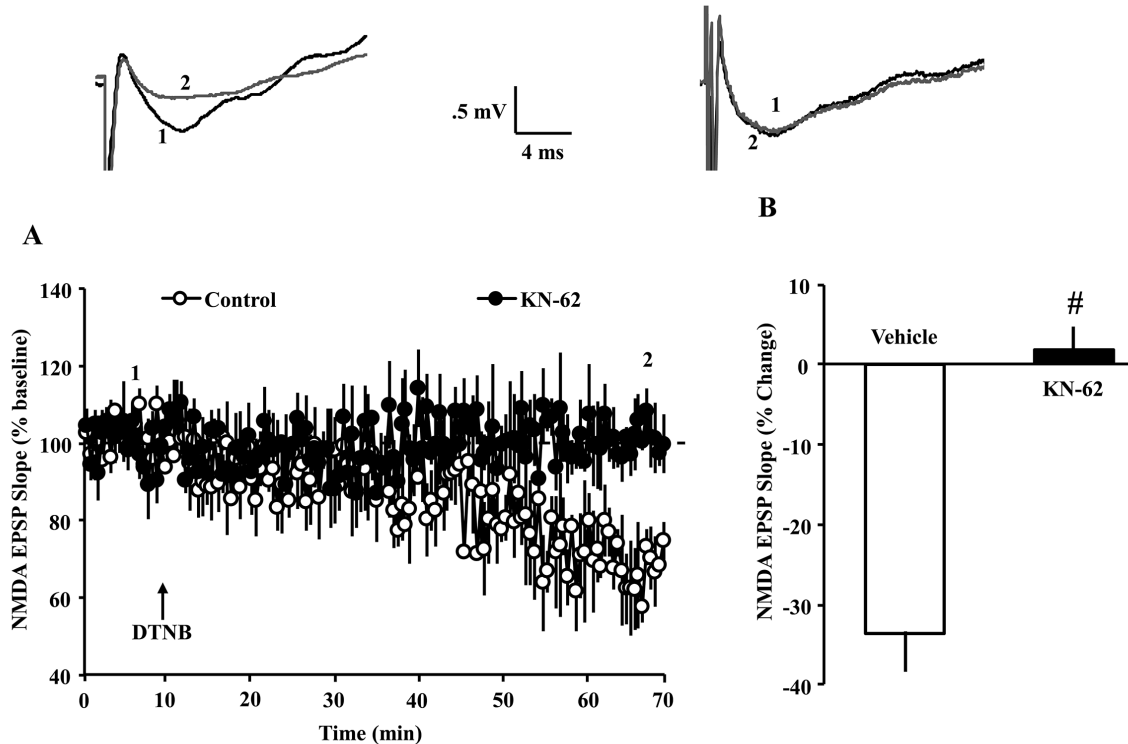 2
1
.5 mV
4 ms
1
2
A
B
NMDA EPSP Slope (% baseline)
140
120
100
80
60
40
Control
KN-62
1
2
DTNB
0
10
20
30
40
50
60
70
Time (min)
NMDA EPSP Slope (% Change)
10
0
-10
-20
-30
-40
Vehicle
#
KN-62